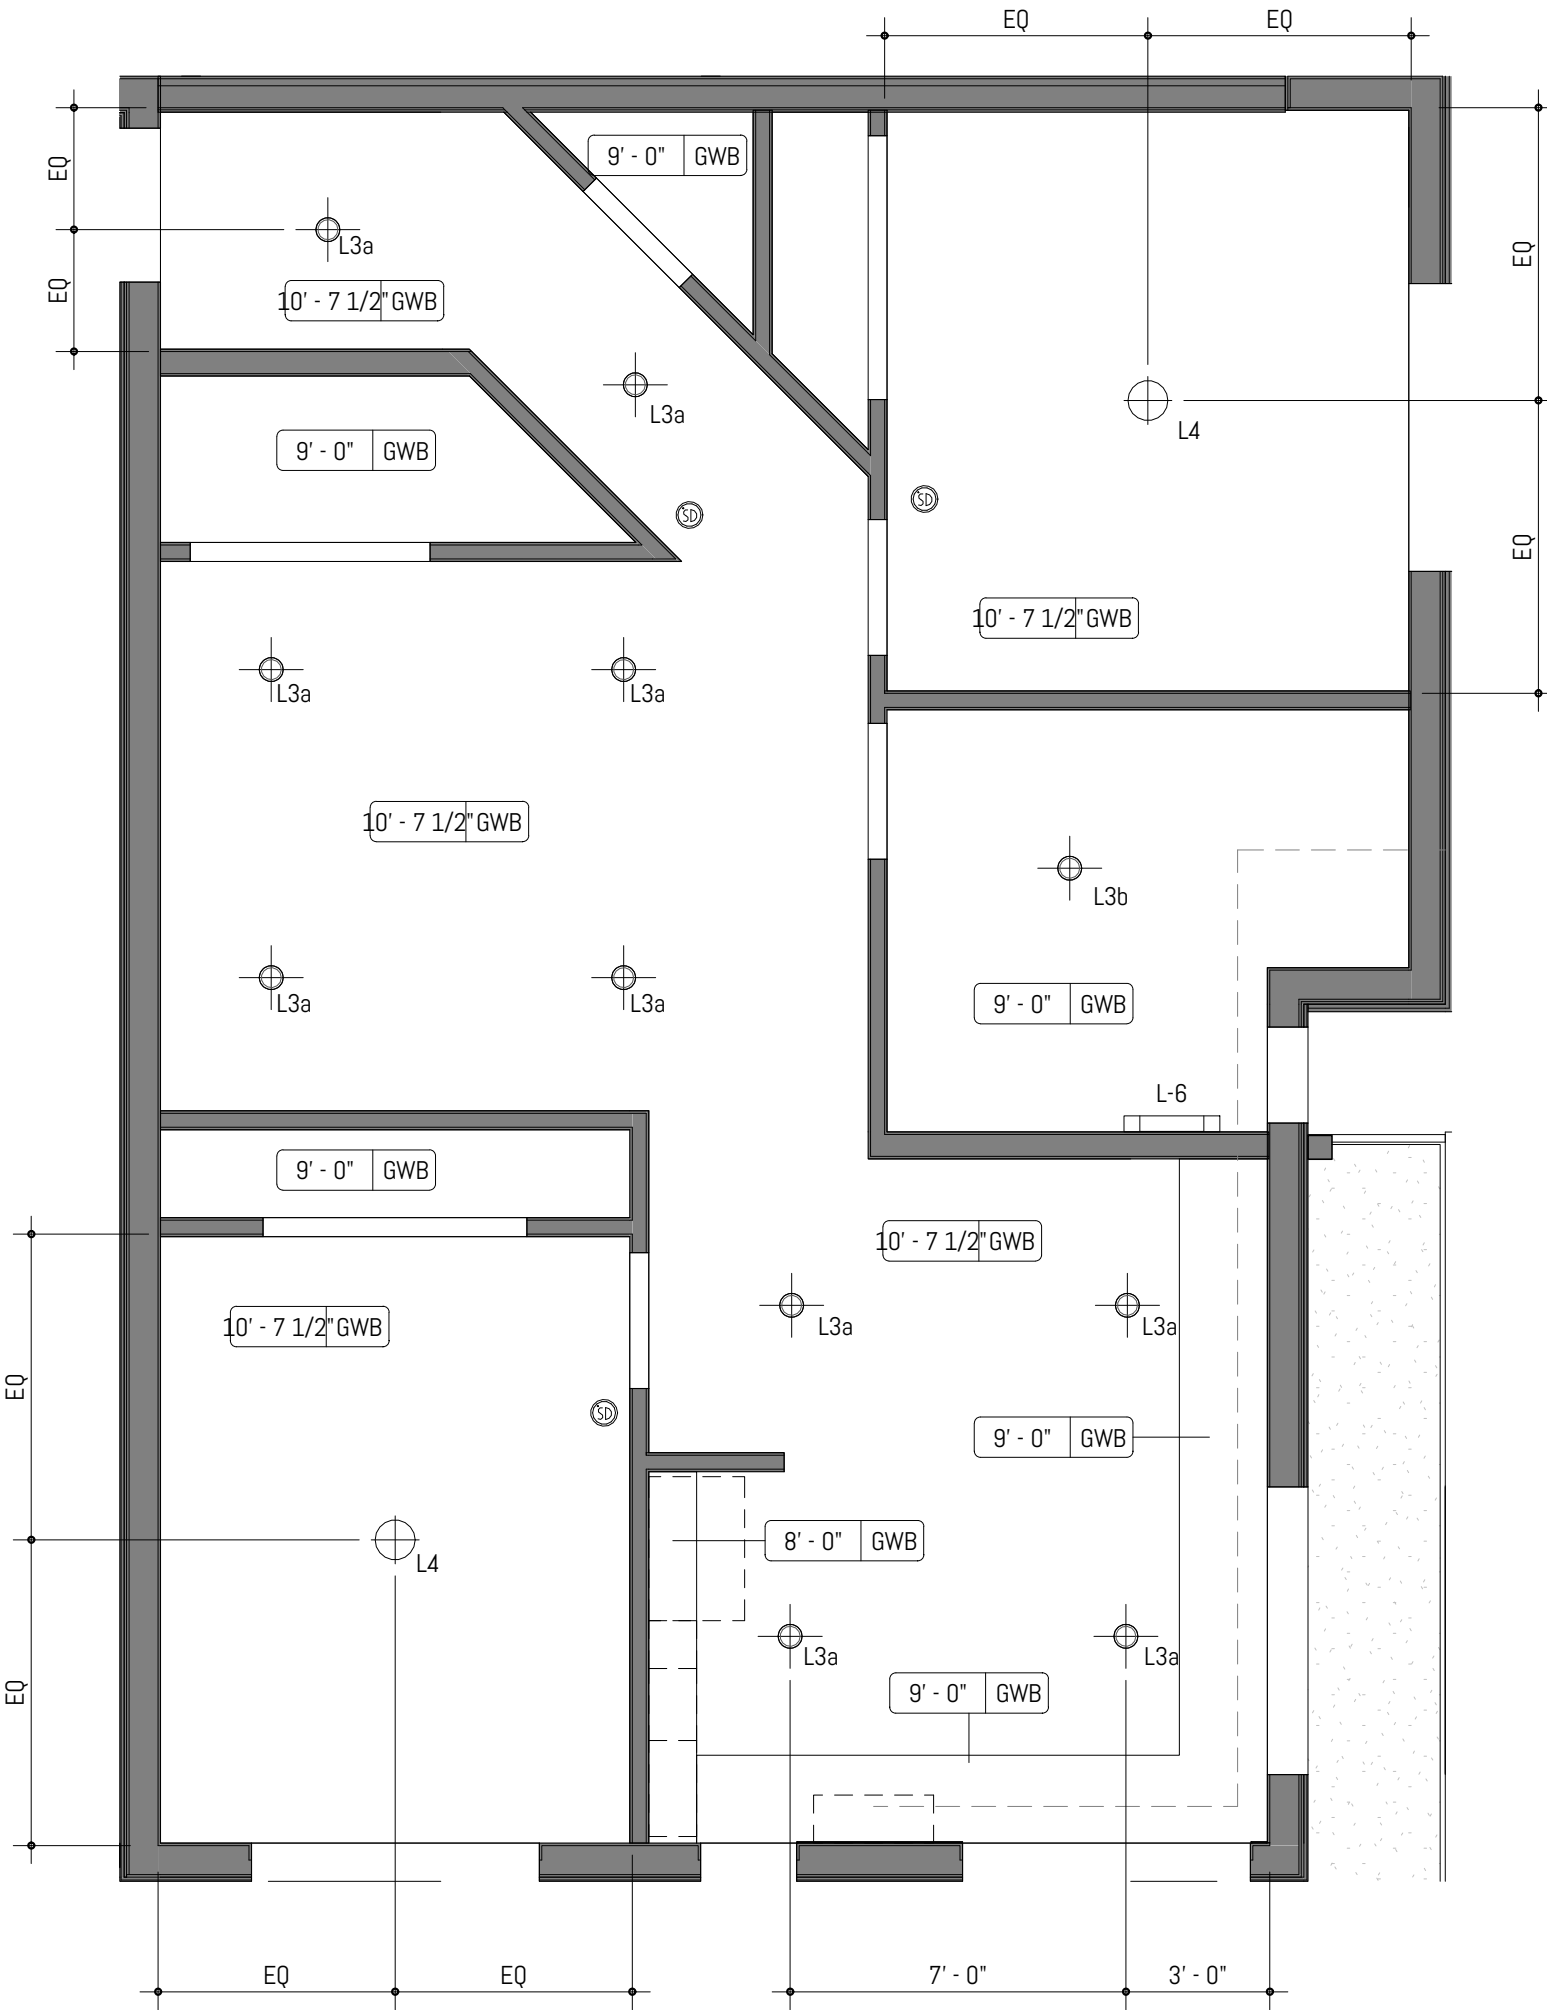 EQ EQ
EQ
9' - 0" GWB
L3a
EQ
EQ
10' - 7 1/2" GWB
L3a
L4
9' - 0" GWB
SD
SD
EQ
10' - 7 1/2" GWB
L3a L3a
10' - 7 1/2" GWB
L3b
L3a L3a
9' - 0" GWB
L-6
9' - 0" GWB
10' - 7 1/2" GWB
10' - 7 1/2" GWB
L3a L3a
EQ
SD
9' - 0" GWB
8' - 0" GWB
L4
L3a L3a
EQ
9' - 0" GWB
EQ EQ 7' - 0" 3' - 0"